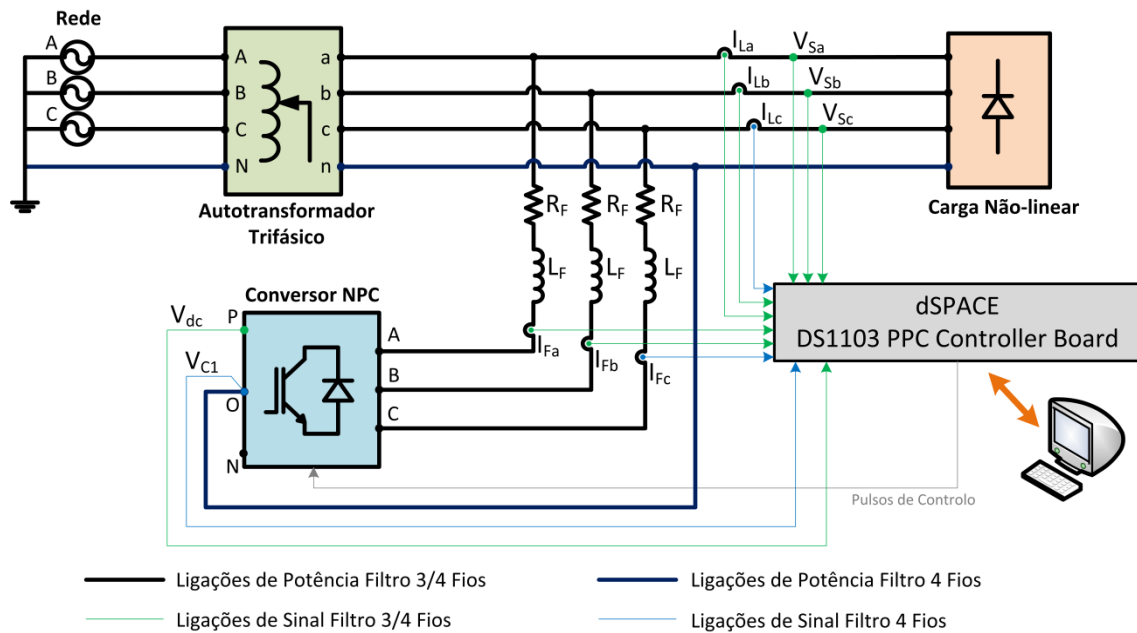 Rede
A
B
C
A
B
C
N
a
b
c
n
Autotransformador
Trifásico
I_La
I_Lb
I_Lc
V_Sa
V_Sb
V_Sc
Carga Não-linear
R_F
R_F
R_F
L_F
L_F
L_F
Conversor NPC
V_dc
P
V_C1
O
N
A
B
C
I_Fa
I_Fb
I_Fc
dSPACE
DS1103 PPC Controller Board
Pulsos de Controlo
Ligações de Potência Filtro 3/4 Fios
Ligações de Potência Filtro 4 Fios
Ligações de Sinal Filtro 3/4 Fios
Ligações de Sinal Filtro 4 Fios